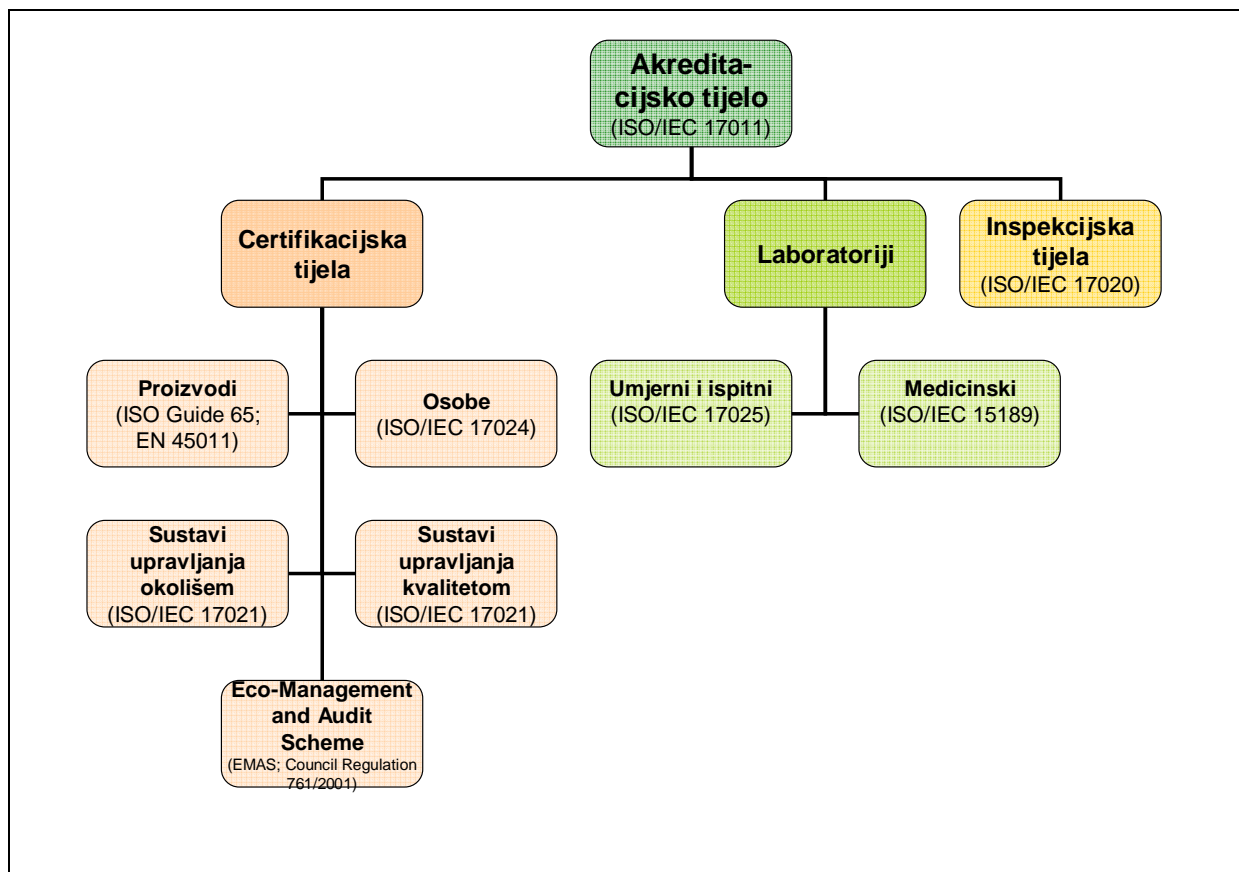 Akredita-
cijsko tijelo
(ISO/IEC 17011)
Certifikacijska
tijela
Laboratoriji
Inspekcijska
tijela
(ISO/IEC 17020)
Proizvodi
(ISO Guide 65;
EN 45011)
Osobe
(ISO/IEC 17024)
Umjerni i ispitni
(ISO/IEC 17025)
Medicinski
(ISO/IEC 15189)
Sustavi
upravljanja
okolišem
(ISO/IEC 17021)
Sustavi
upravljanja
kvalitetom
(ISO/IEC 17021)
Eco-Management
and Audit
Scheme
(EMAS; Council Regulation
761/2001)